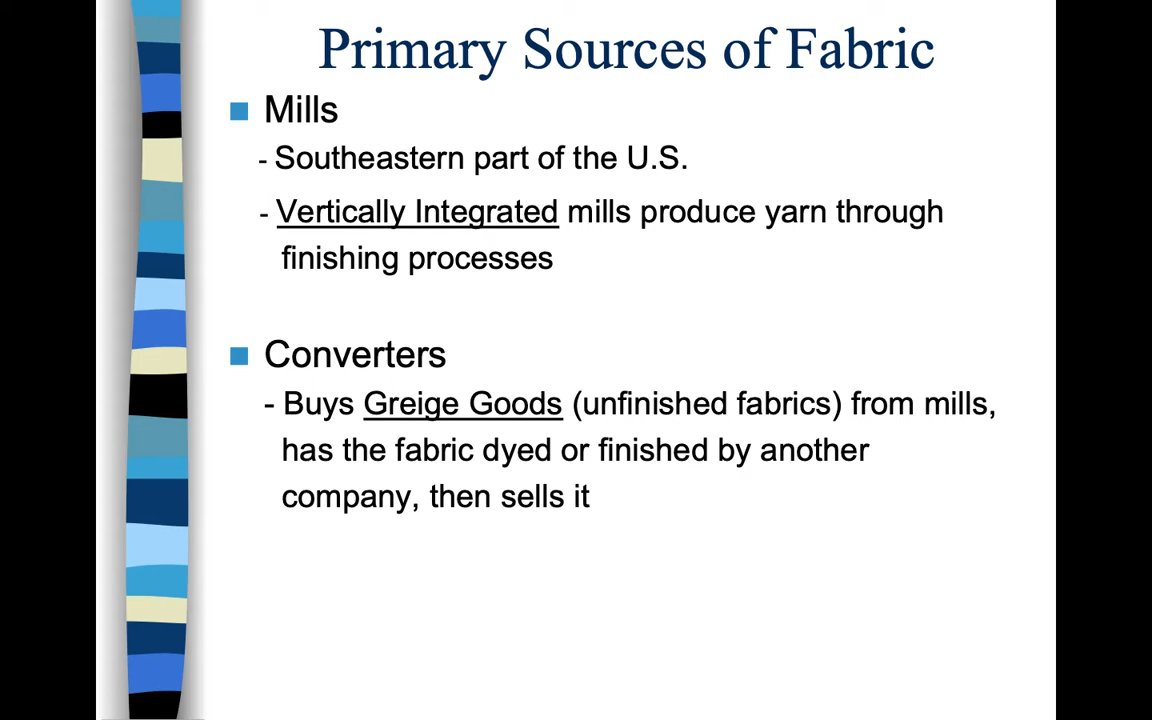 Primary Sources of Fabric
Mills
- Southeastern part of the U.S.
- Vertically Integrated mills produce yarn through
finishing processes
Converters
- Buys Greige Goods (unfinished fabrics) from mills,
has the fabric dyed or finished by another
company, then sells it